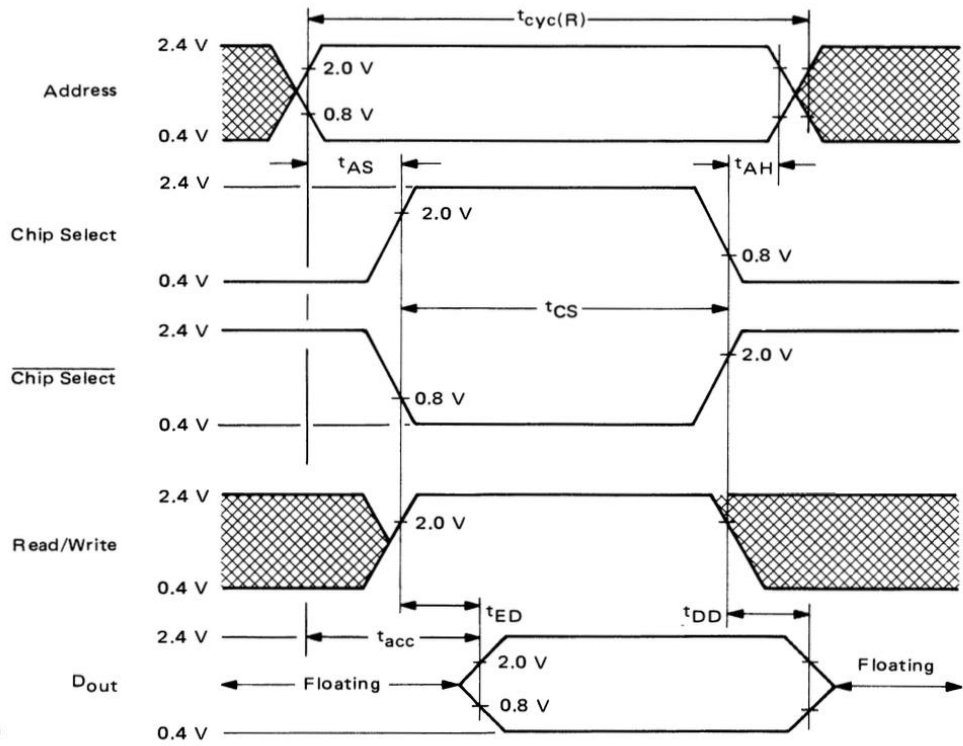 tcyc(R)
2.4 V
2.0 V
Address
0.8 V
0.4 V
tAS
tAH
2.4 V
2.0 V
Chip Select
0.8 V
0.4 V
tCS
2.4 V
2.0 V
Chip Select
0.8 V
0.4 V
2.4 V
2.0 V
Read/Write
0.4 V
tED
tDD
2.4 V
tacc
2.0 V
Floating
Floating
Dout
0.8 V
0.4 V